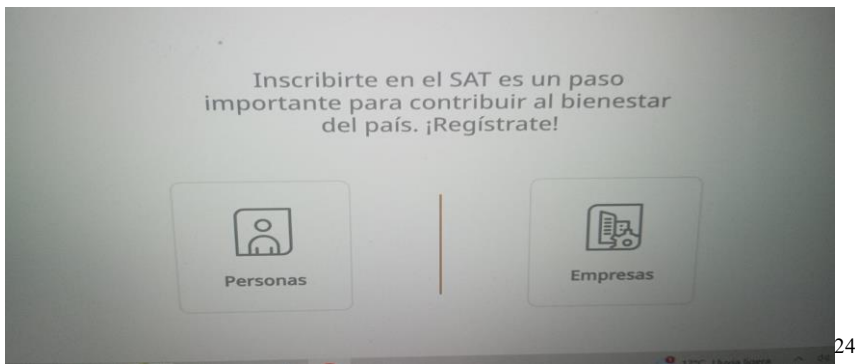 Inscribirte en el SAT es un paso
importante para contribuir al bienestar
del país. ¡Regístrate!
Personas
Empresas
24